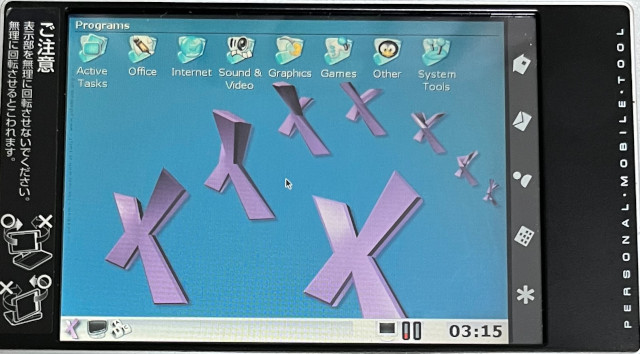 ご注意
表示部を無理に回転させないでください。
無理に回転させるとこわれます。
Programs
Active
Tasks
Office
Internet
Sound &
Video
Graphics
Games
Other
System
Tools
03:15
PERSONAL·MOBILE·TOOL